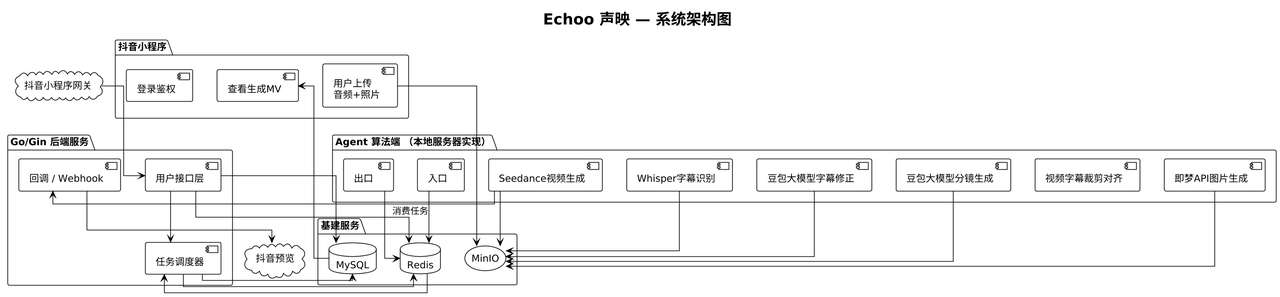 Echoo 声映 — 系统架构图
抖音小程序
抖音小程序网关
登录鉴权
查看生成MV
用户上传
音频+照片
Go/Gin 后端服务
回调 / Webhook
用户接口层
任务调度器
抖音预览
Agent 算法端 （本地服务器实现）
出口
入口
Seedance视频生成
Whisper字幕识别
豆包大模型字幕修正
豆包大模型分镜生成
视频字幕裁剪对齐
即梦API图片生成
消费任务
基建服务
MySQL
Redis
MinIO